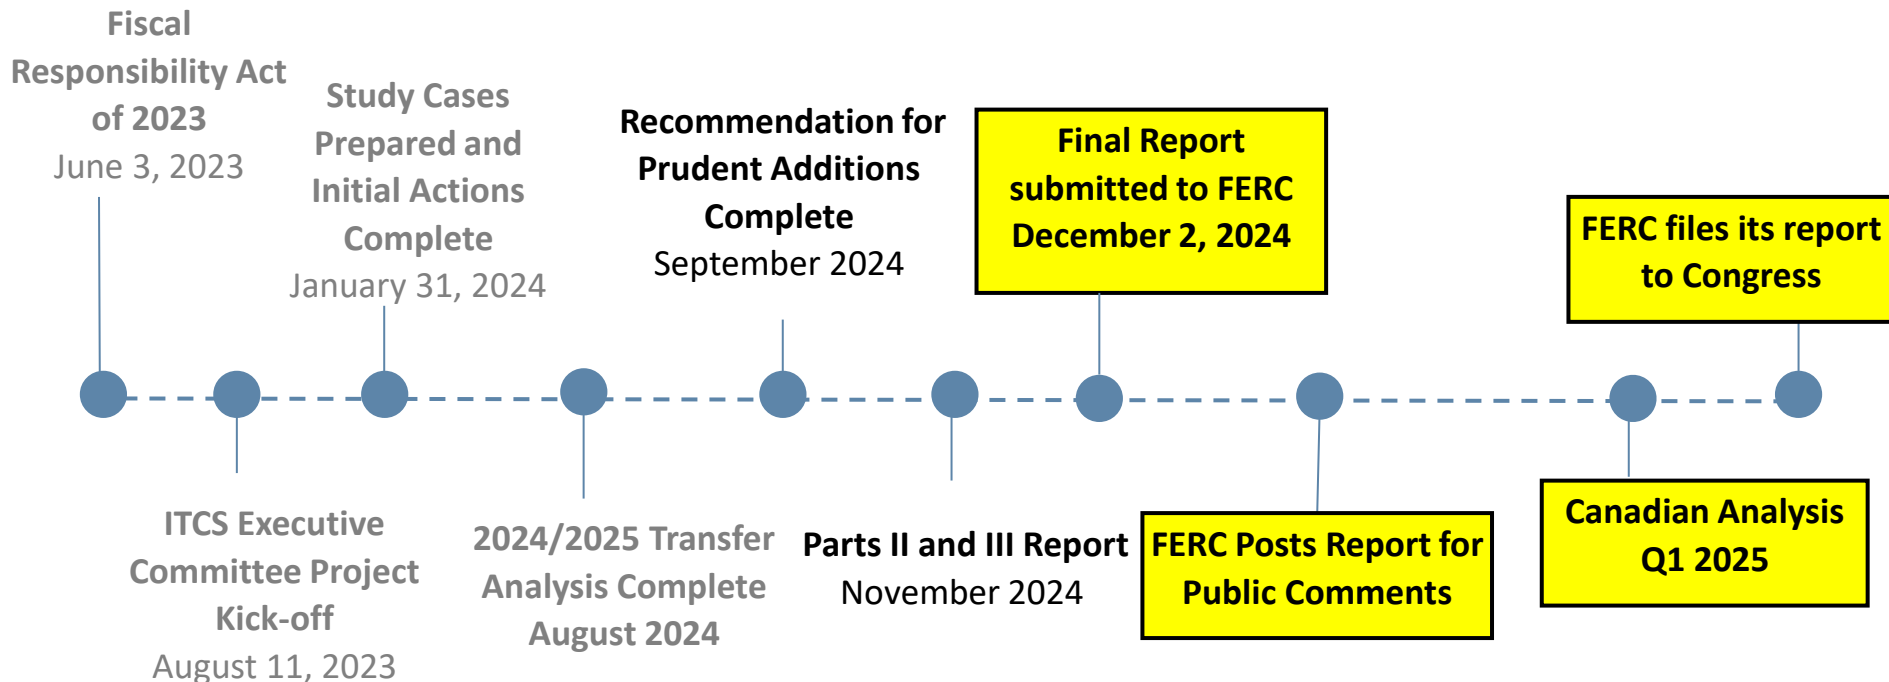 Fiscal
Responsibility Act
of 2023
June 3, 2023
ITCS Executive
Committee Project
Kick-off
August 11, 2023
Study Cases
Prepared and
Initial Actions
Complete
January 31, 2024
2024/2025 Transfer
Analysis Complete
August 2024
Recommendation for
Prudent Additions
Complete
September 2024
Parts II and III Report
November 2024
Final Report
submitted to FERC
December 2, 2024
FERC Posts Report for
Public Comments
Canadian Analysis
Q1 2025
FERC files its report
to Congress